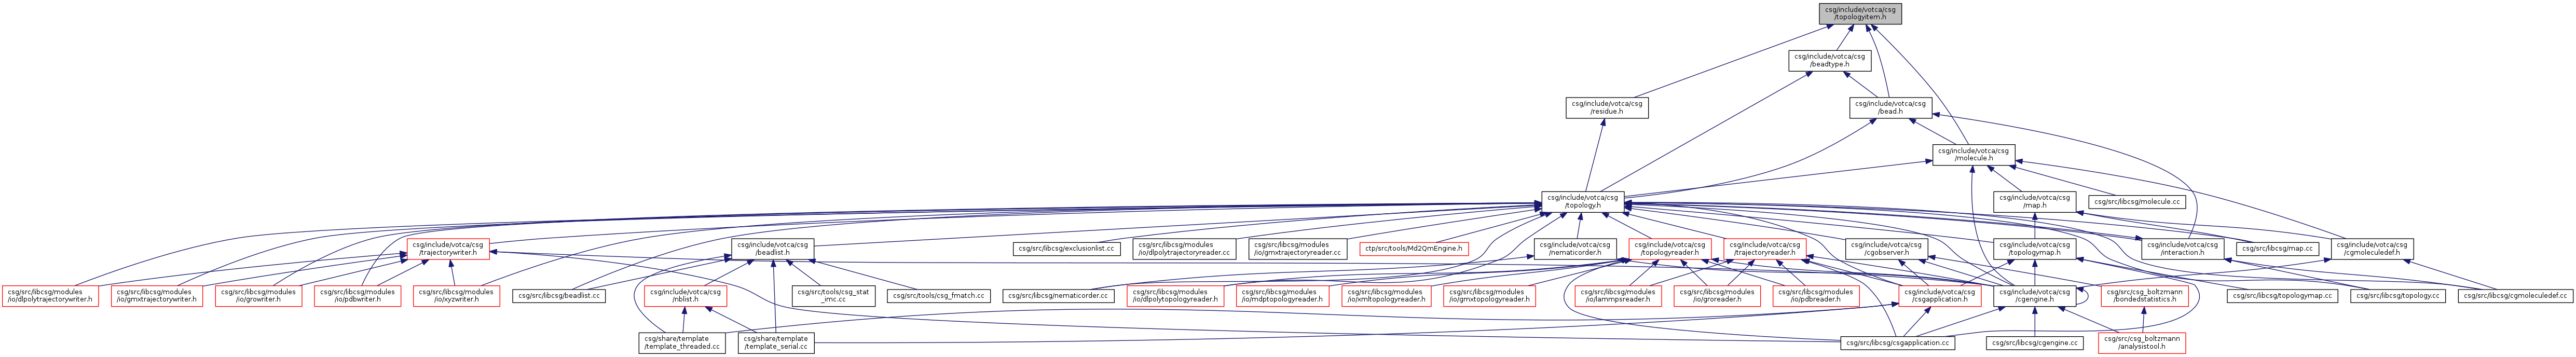 csg/include/votca/csg
/topologyitem.h
csg/include/votca/csg
/beadtype.h
csg/include/votca/csg
/residue.h
csg/include/votca/csg
/bead.h
csg/include/votca/csg
/molecule.h
csg/include/votca/csg
/topology.h
csg/include/votca/csg
/map.h
csg/src/libcsg/molecule.cc
csg/include/votca/csg
/trajectorywriter.h
csg/include/votca/csg
/beadlist.h
csg/src/libcsg/exclusionlist.cc
csg/src/libcsg/modules
/io/dlpolytrajectoryreader.cc
csg/src/libcsg/modules
/io/gmxtrajectoryreader.cc
ctp/src/tools/Md2QmEngine.h
csg/include/votca/csg
/nematicorder.h
csg/include/votca/csg
/topologyreader.h
csg/include/votca/csg
/trajectoryreader.h
csg/include/votca/csg
/cgobserver.h
csg/include/votca/csg
/topologymap.h
csg/include/votca/csg
/interaction.h
csg/src/libcsg/map.cc
csg/include/votca/csg
/cgmoleculedef.h
csg/src/libcsg/modules
/io/dlpolytrajectorywriter.h
csg/src/libcsg/modules
/io/gmxtrajectorywriter.h
csg/src/libcsg/modules
/io/growriter.h
csg/src/libcsg/modules
/io/pdbwriter.h
csg/src/libcsg/modules
/io/xyzwriter.h
csg/src/libcsg/beadlist.cc
csg/include/votca/csg
/nblist.h
csg/src/tools/csg_stat
_imc.cc
csg/src/tools/csg_fmatch.cc
csg/src/libcsg/nematicorder.cc
csg/src/libcsg/modules
/io/dlpolytopologyreader.h
csg/src/libcsg/modules
/io/mdptopologyreader.h
csg/src/libcsg/modules
/io/xmltopologyreader.h
csg/src/libcsg/modules
/io/gmxtopologyreader.h
csg/src/libcsg/modules
/io/lammpsreader.h
csg/src/libcsg/modules
/io/groreader.h
csg/src/libcsg/modules
/io/pdbreader.h
csg/include/votca/csg
/csgapplication.h
csg/include/votca/csg
/cgengine.h
csg/src/csg_boltzmann
/bondedstatistics.h
csg/src/libcsg/topologymap.cc
csg/src/libcsg/topology.cc
csg/src/libcsg/cgmoleculedef.cc
csg/share/template
/template_threaded.cc
csg/share/template
/template_serial.cc
csg/src/libcsg/csgapplication.cc
csg/src/libcsg/cgengine.cc
csg/src/csg_boltzmann
/analysistool.h